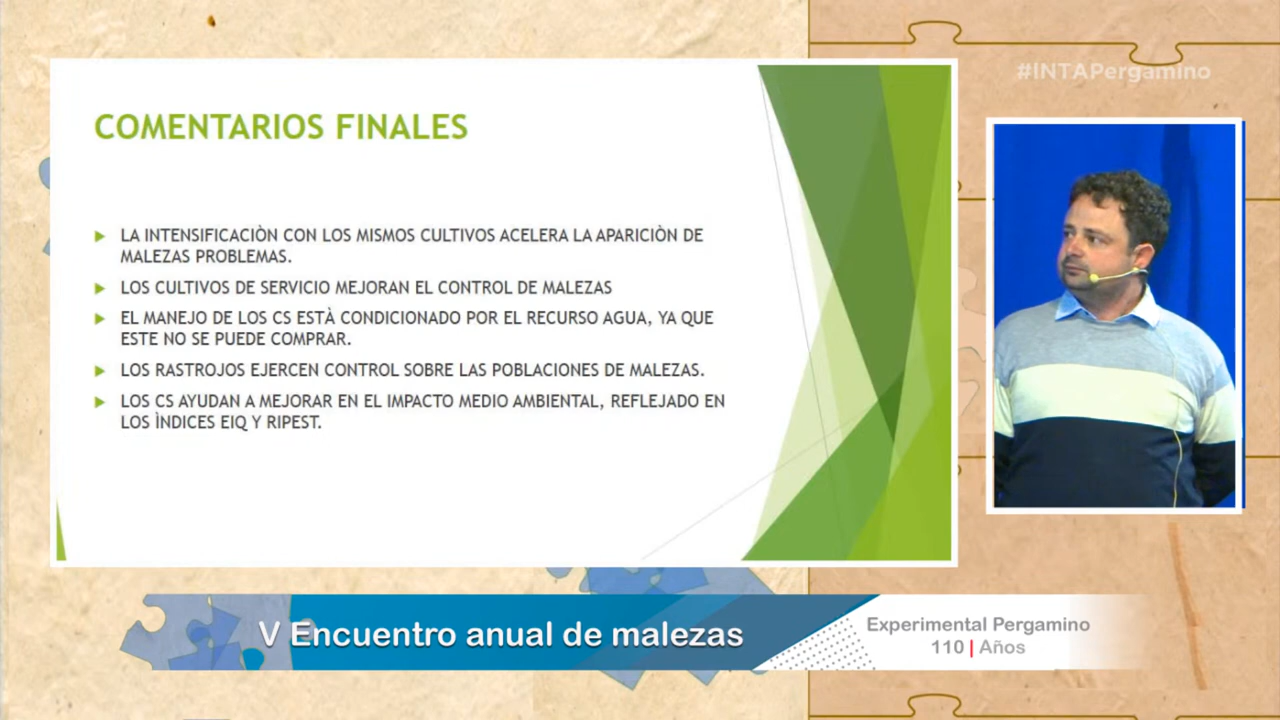 #INTAPergamino
COMENTARIOS FINALES
LA INTENSIFICACIÒN CON LOS MISMOS CULTIVOS ACELERA LA APARICIÒN DE
MALEZAS PROBLEMAS.
LOS CULTIVOS DE SERVICIO MEJORAN EL CONTROL DE MALEZAS
EL MANEJO DE LOS CS ESTÀ CONDICIONADO POR EL RECURSO AGUA, YA QUE
ESTE NO SE PUEDE COMPRAR.
LOS RASTROJOS EJERCEN CONTROL SOBRE LAS POBLACIONES DE MALEZAS.
LOS CS AYUDAN A MEJORAR EN EL IMPACTO MEDIO AMBIENTAL, REFLEJADO EN
LOS ÌNDICES EIQ Y RIPEST.
V Encuentro anual de malezas
Experimental Pergamino
110 | Años